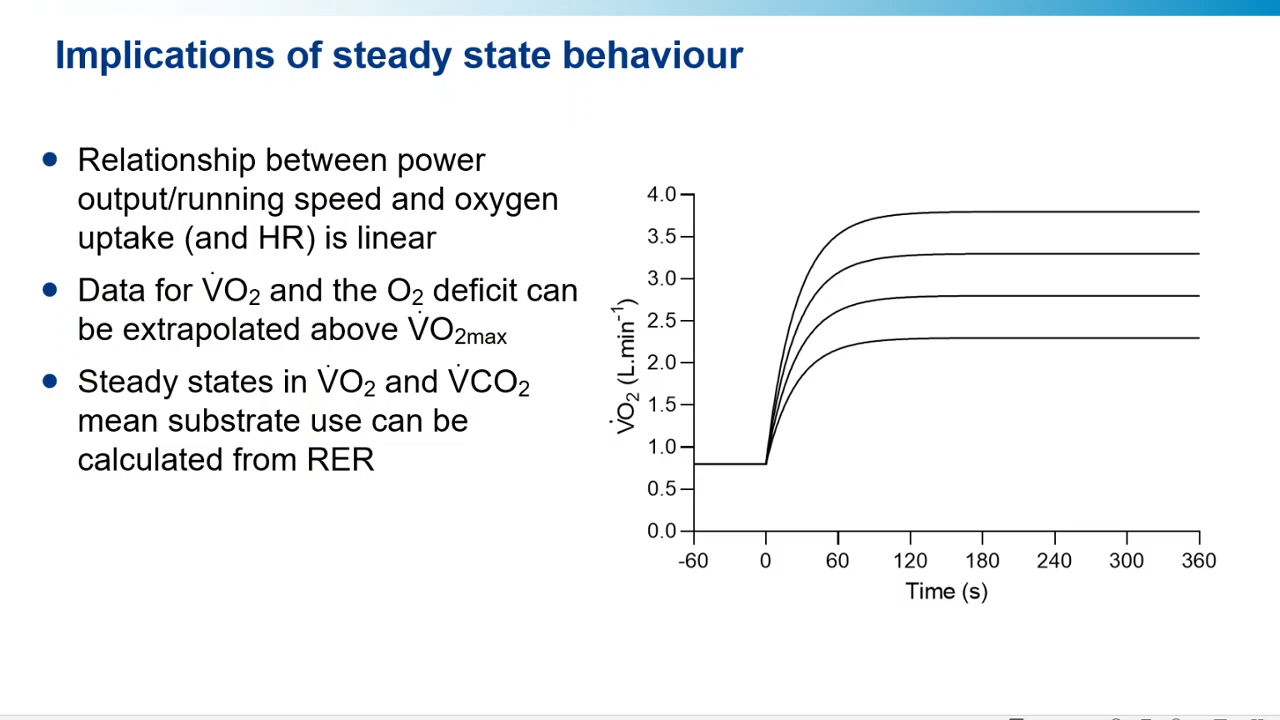 Implications of steady state behaviour
● Relationship between power
output/running speed and oxygen
uptake (and HR) is linear
● Data for V̇O₂ and the O₂ deficit can
be extrapolated above V̇O₂max
● Steady states in V̇O₂ and V̇CO₂
mean substrate use can be
calculated from RER
V̇O₂ (L.min⁻¹)
4.0
3.5
3.0
2.5
2.0
1.5
1.0
0.5
0.0
-60 0 60 120 180 240 300 360
Time (s)